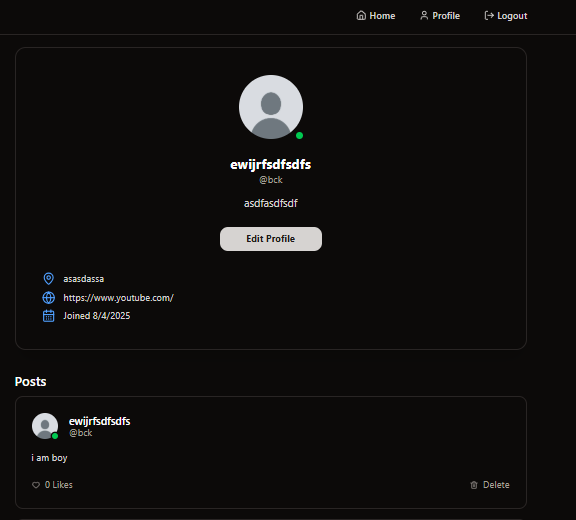 Home Profile Logout
ewijrfsdfsdfs
@bck
asdfasdfsdf
Edit Profile
asasdassa
https://www.youtube.com/
Joined 8/4/2025
Posts
ewijrfsdfsdfs
@bck
i am boy
0 Likes Delete